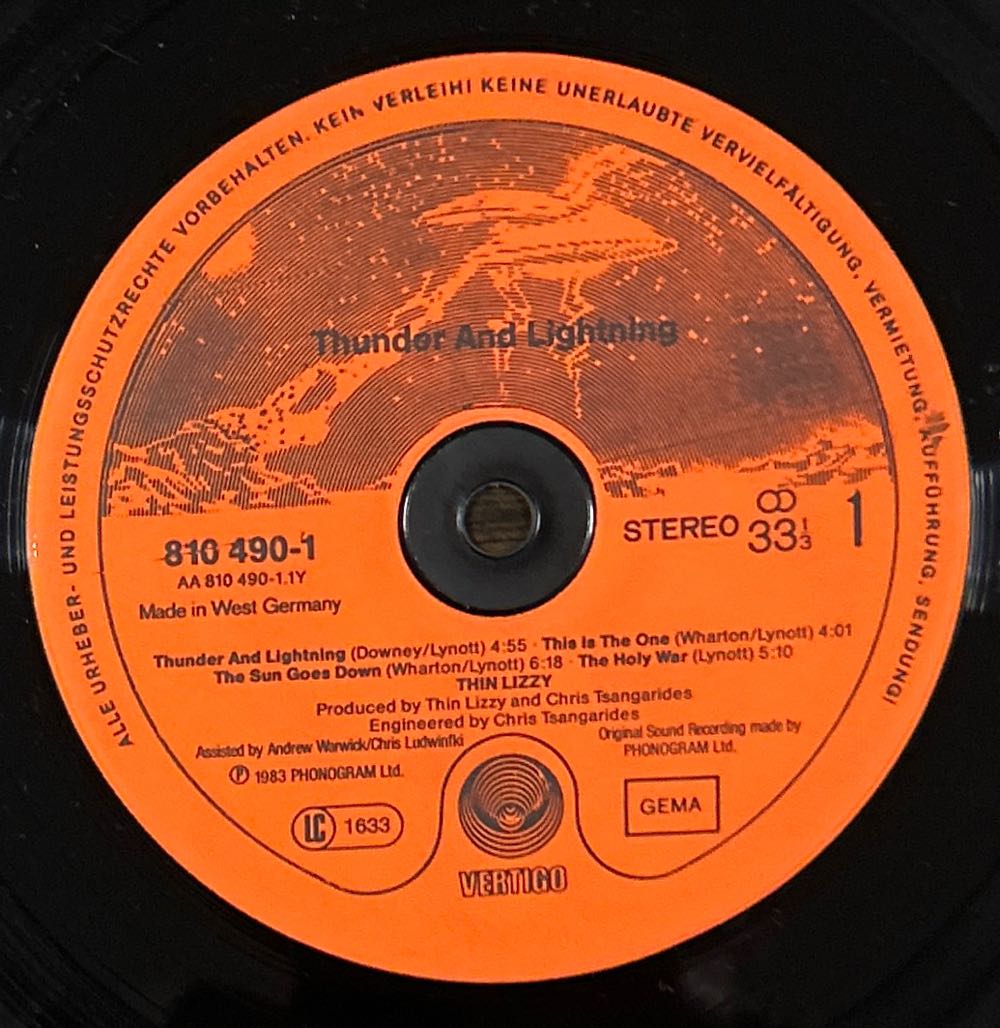 ALLE URHEBER- UND LEISTUNGSSCHUTZRECHTE VORBEHALTEN. KEIN VERLEIH! KEINE UNERLAUBTE VERVIELFÄLTIGUNG, VERMIETUNG, AUFFÜHRUNG, SENDUNG!
Thunder And Lightning
810 490-1
AA 810 490-1.1Y
Made in West Germany
STEREO 33 1/3 1
Thunder And Lightning (Downey/Lynott) 4:55 · This Is The One (Wharton/Lynott) 4:01
The Sun Goes Down (Wharton/Lynott) 6:18 · The Holy War (Lynott) 5:10
THIN LIZZY
Produced by Thin Lizzy and Chris Tsangarides
Engineered by Chris Tsangarides
Assisted by Andrew Warwick/Chris Ludwinfki
Original Sound Recording made by
PHONOGRAM Ltd.
Ⓟ 1983 PHONOGRAM Ltd.
LC 1633
GEMA
VERTIGO